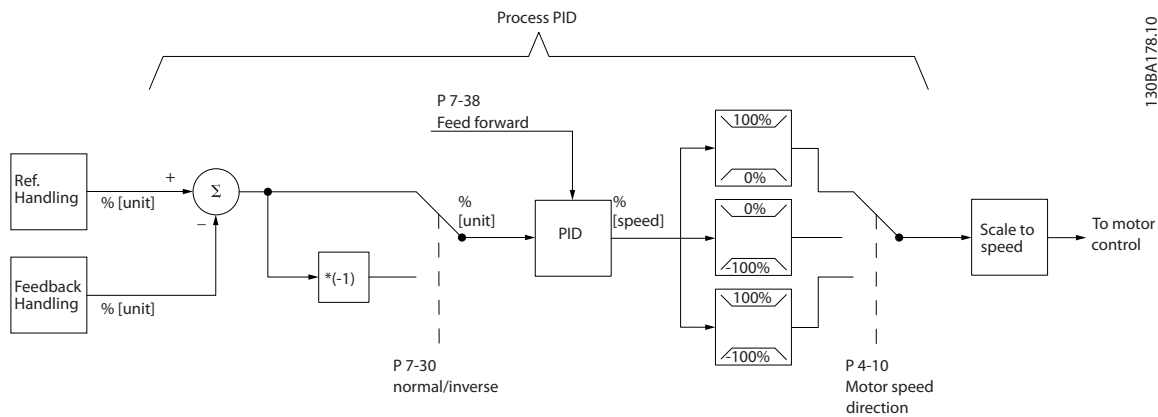 Process PID
130BA178.10
P 7-38
Feed forward
100%
0%
Ref.
Handling
+
% [unit]
Σ
−
%
[unit]
PID
%
[speed]
0%
-100%
Scale to
speed
To motor
control
*(-1)
Feedback
Handling
% [unit]
100%
-100%
P 7-30
normal/inverse
P 4-10
Motor speed
direction